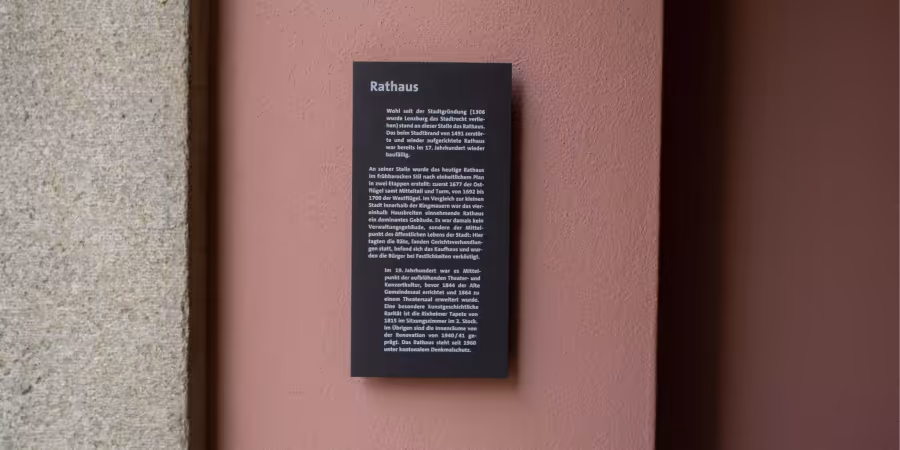 Rathaus
Wohl seit der Stadtgründung (1306
wurde Lenzburg das Stadtrecht verlie-
hen) stand an dieser Stelle das Rathaus.
Das beim Stadtbrand von 1491 zerstör-
te und wieder aufgerichtete Rathaus
war bereits im 17. Jahrhundert wieder
baufällig.
An seiner Stelle wurde das heutige Rathaus
im frühbarocken Stil nach einheitlichem Plan
in zwei Etappen erstellt: zuerst 1677 der Ost-
flügel samt Mittelteil und Turm, von 1692 bis
1700 der Westflügel. Im Vergleich zur kleinen
Stadt innerhalb der Ringmauern war das vier-
einhalb Hausbreiten einnehmende Rathaus
ein dominantes Gebäude. Es war damals kein
Verwaltungsgebäude, sondern der Mittel-
punkt des öffentlichen Lebens der Stadt: Hier
tagten die Räte, fanden Gerichtsverhandlun-
gen statt, befand sich das Kaufhaus und wur-
den die Bürger bei Festlichkeiten verköstigt.
Im 19. Jahrhundert war es Mittel-
punkt der aufblühenden Theater- und
Konzertkultur, bevor 1844 der Alte
Gemeindesaal errichtet und 1864 zu
einem Theatersaal erweitert wurde.
Eine besondere kunstgeschichtliche
Rarität ist die Rixheimer Tapete von
1815 im Sitzungszimmer im 2. Stock.
Im Übrigen sind die Innenräume von
der Renovation von 1940/41 ge-
prägt. Das Rathaus steht seit 1960
unter kantonalem Denkmalschutz.